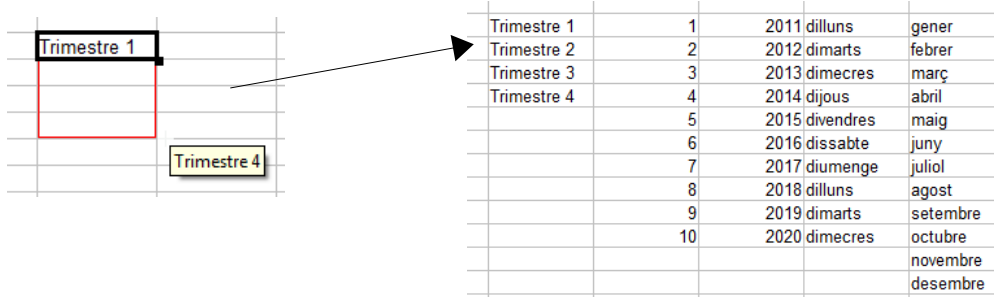 Trimestre 1
Trimestre 4
Trimestre 1 1 2011 dilluns gener
Trimestre 2 2 2012 dimarts febrer
Trimestre 3 3 2013 dimecres març
Trimestre 4 4 2014 dijous abril
5 2015 divendres maig
6 2016 dissabte juny
7 2017 diumenge juliol
8 2018 dilluns agost
9 2019 dimarts setembre
10 2020 dimecres octubre
novembre
desembre